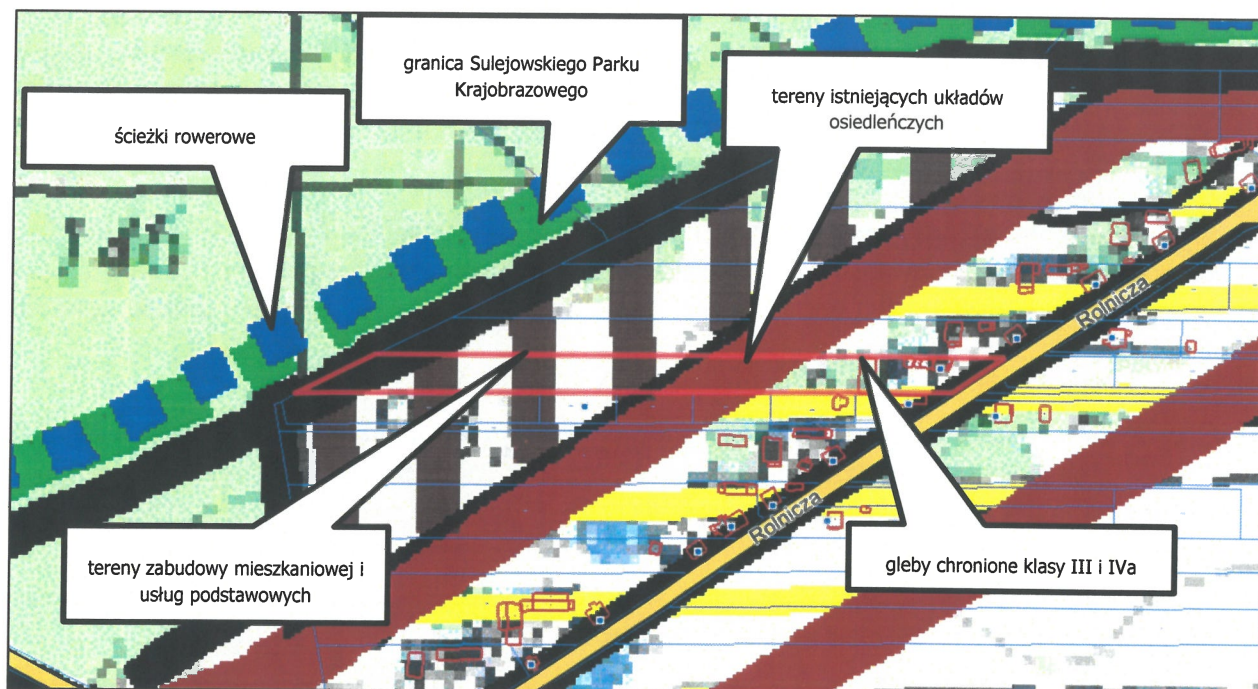 granica Sulejowskiego Parku
Krajobrazowego
tereny istniejących układów
osiedleńczych
ścieżki rowerowe
146
Rolnicza
Rolnicza
tereny zabudowy mieszkaniowej i
usług podstawowych
gleby chronione klasy III i IVa